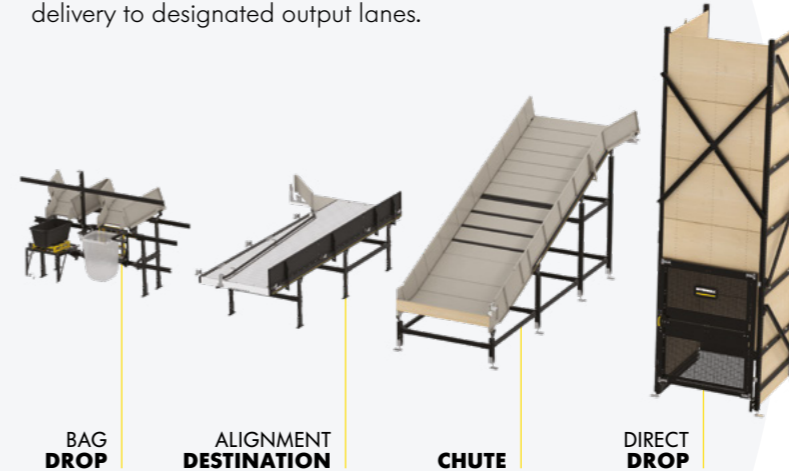 delivery to designated output lanes.
BAG
DROP
ALIGNMENT
DESTINATION
CHUTE
DIRECT
DROP